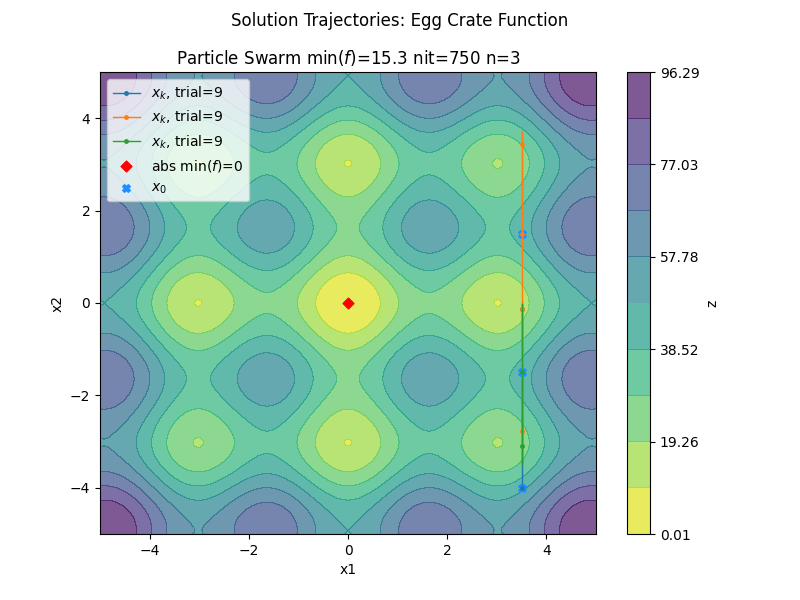 Solution Trajectories: Egg Crate Function
Particle Swarm min(f)=15.3 nit=750 n=3
x_k, trial=9
x_k, trial=9
x_k, trial=9
abs min(f)=0
x_0
4
2
0
−2
−4
x2
−4
−2
0
2
4
x1
96.29
77.03
57.78
38.52
19.26
0.01
z